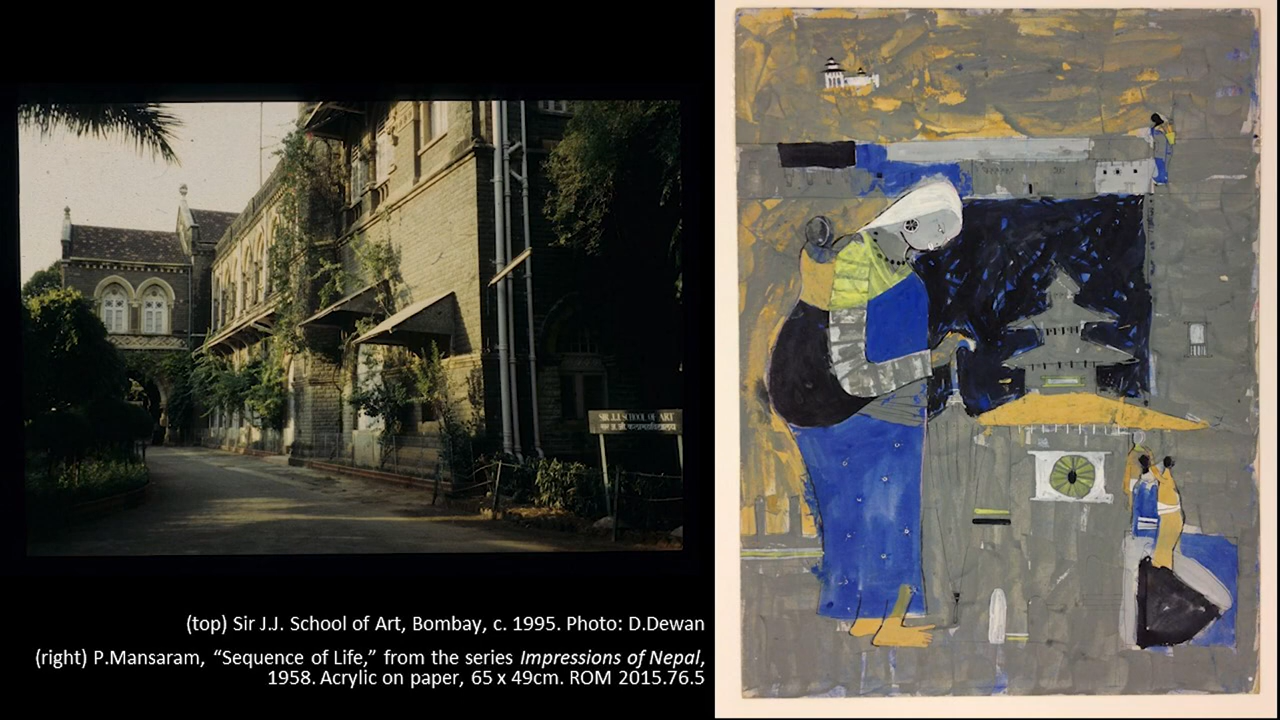 SIR J.J. SCHOOL OF ART
(top) Sir J.J. School of Art, Bombay, c. 1995. Photo: D.Dewan
(right) P.Mansaram, “Sequence of Life,” from the series Impressions of Nepal,
1958. Acrylic on paper, 65 x 49cm. ROM 2015.76.5